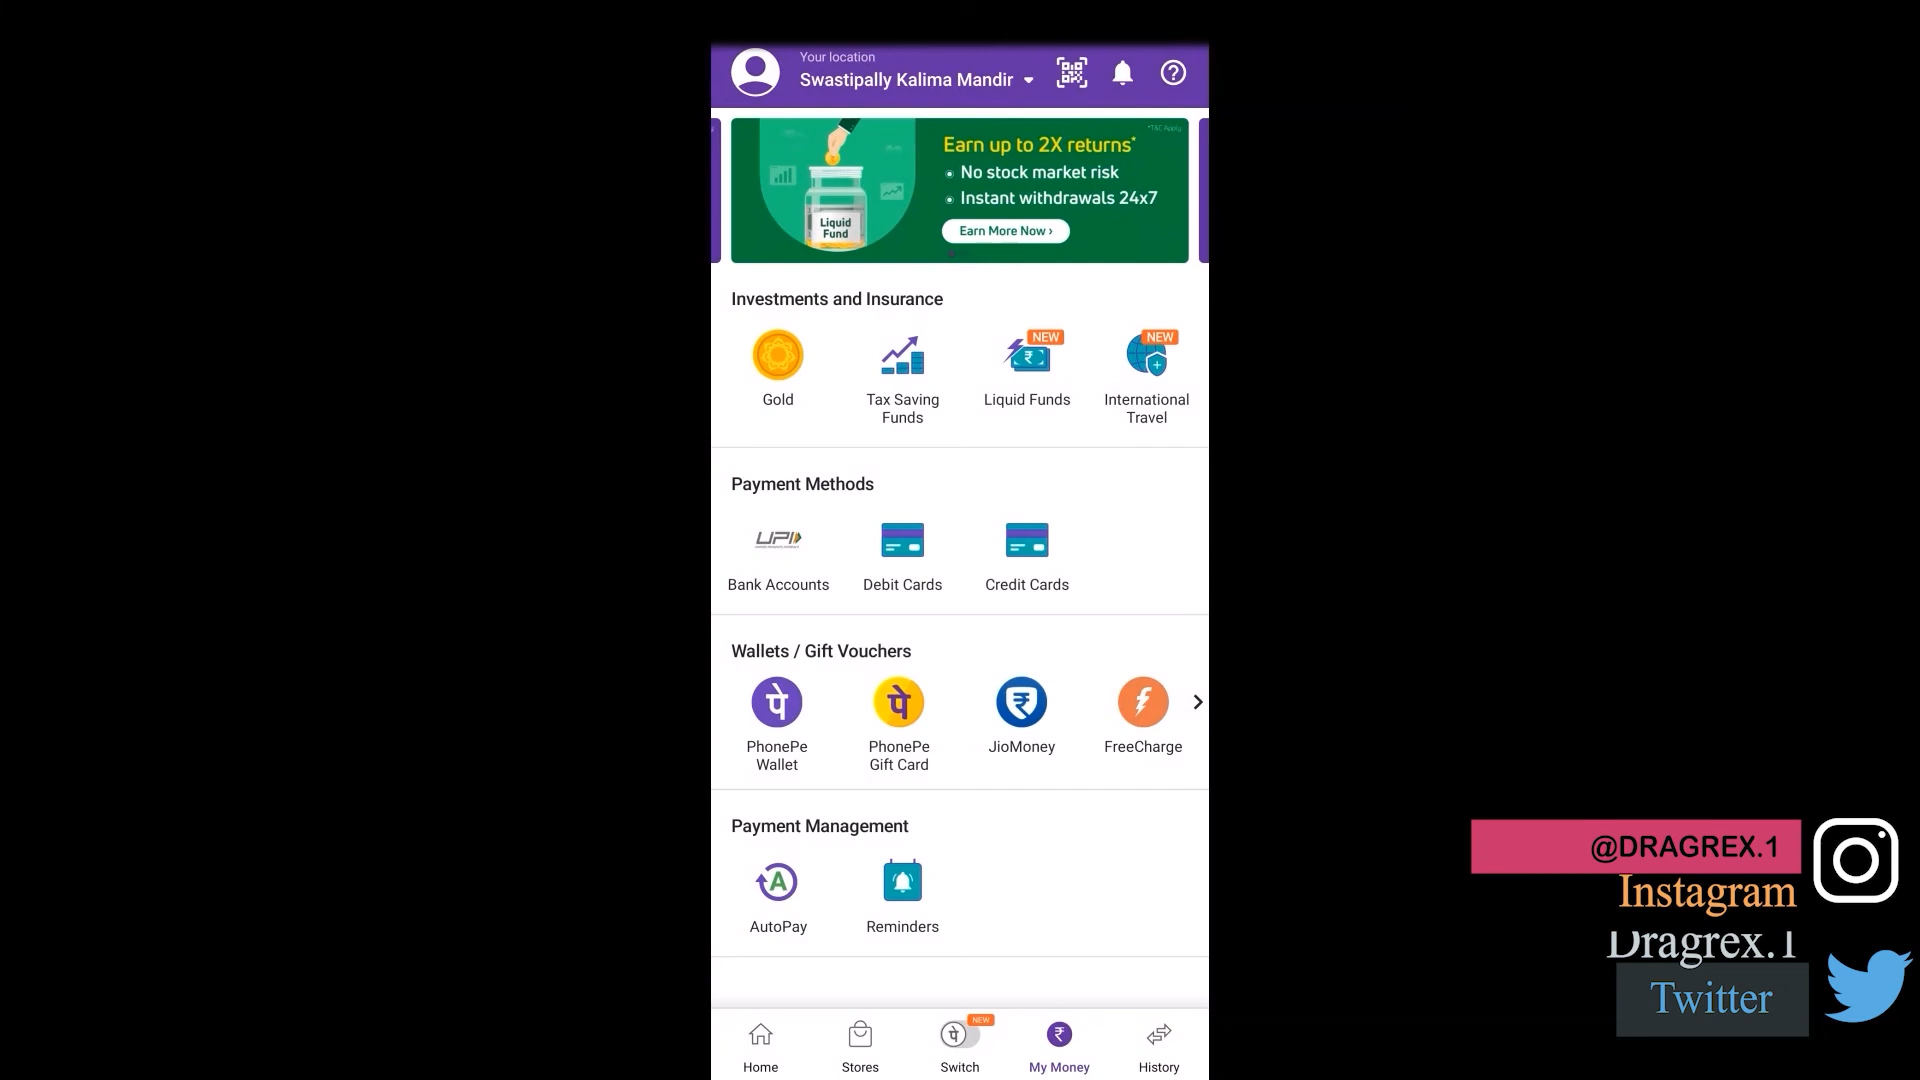 Your location
Swastipally Kalima Mandir
*T&C Apply
Earn up to 2X returns*
No stock market risk
Instant withdrawals 24x7
Liquid
Fund
Earn More Now ›
Investments and Insurance
NEW
NEW
Gold
Tax Saving
Funds
Liquid Funds
International
Travel
Payment Methods
UPI
Bank Accounts
Debit Cards
Credit Cards
Wallets / Gift Vouchers
पे
पे
₹
PhonePe
Wallet
PhonePe
Gift Card
JioMoney
FreeCharge
Payment Management
A
AutoPay
Reminders
@DRAGREX.1
Instagram
Dragrex.1
Twitter
NEW
पे
₹
Home
Stores
Switch
My Money
History